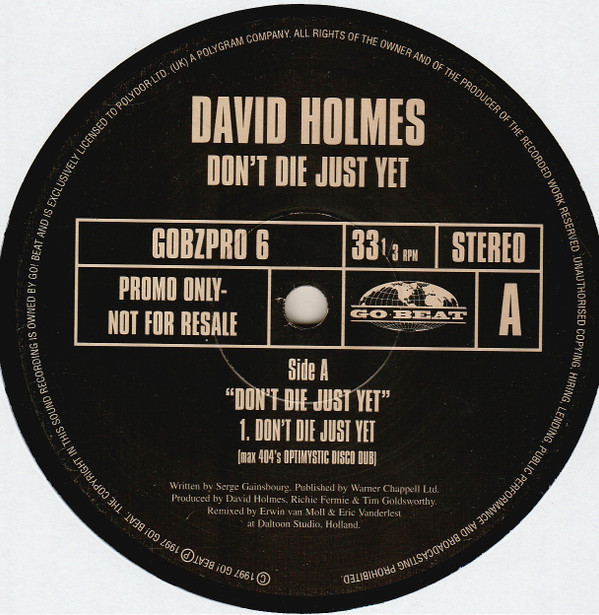 DAVID HOLMES
DON'T DIE JUST YET
GOBZPRO 6
33 1/3 RPM
STEREO
PROMO ONLY-
NOT FOR RESALE
GO·BEAT
A
Side A
"DON'T DIE JUST YET"
1. DON'T DIE JUST YET
[max 404's OPTIMYSTIC DISCO DUB]
Written by Serge Gainsbourg. Published by Warner Chappell Ltd.
Produced by David Holmes, Richie Fermie & Tim Goldsworthy.
Remixed by Erwin van Moll & Eric Vanderlest
at Daltoon Studio, Holland.
Ⓒ 1997 GO! BEAT Ⓟ 1997 GO! BEAT. THE COPYRIGHT IN THIS SOUND RECORDING IS OWNED BY GO! BEAT AND IS EXCLUSIVELY LICENSED TO POLYDOR LTD. (UK) A POLYGRAM COMPANY. ALL RIGHTS OF THE OWNER AND OF THE PRODUCER OF THE RECORDED WORK RESERVED. UNAUTHORISED COPYING, HIRING, LENDING, PUBLIC PERFORMANCE AND BROADCASTING PROHIBITED.